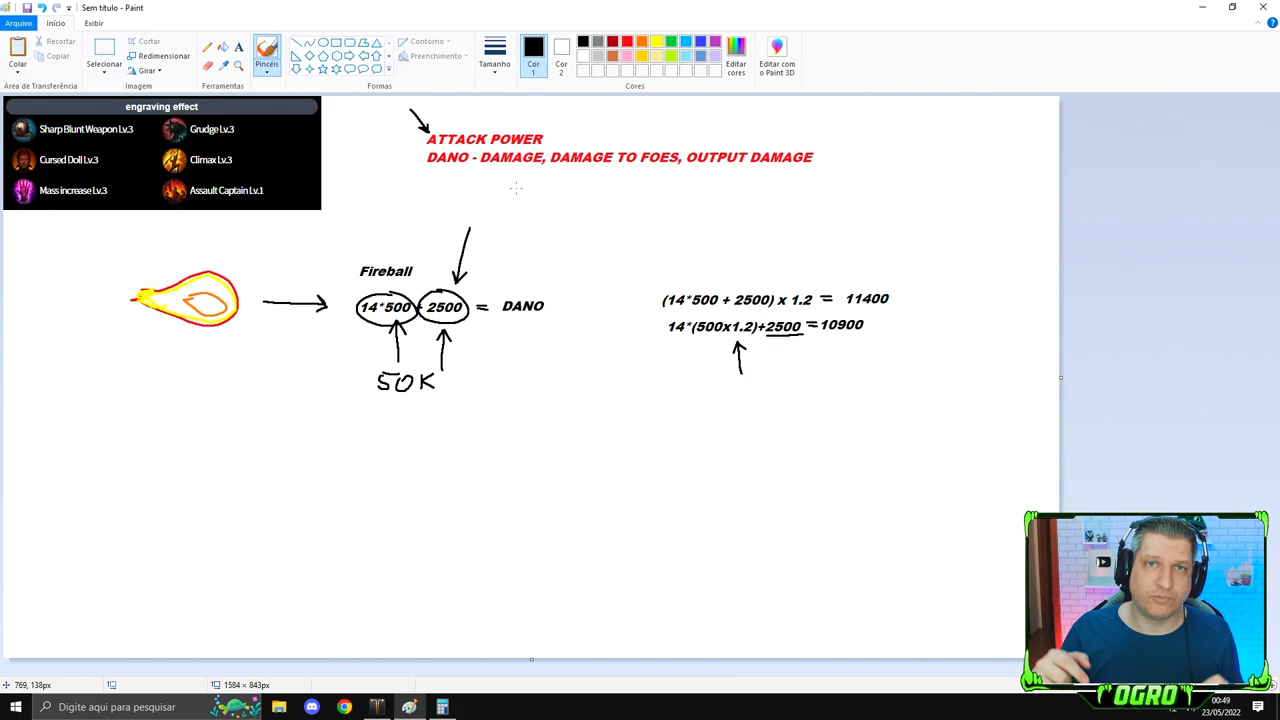 Sem título - Paint
Arquivo
Início
Exibir
Colar
Recortar
Copiar
Área de Transferência
Selecionar
Cortar
Redimensionar
Girar
Imagem
A
Ferramentas
Pincéis
Contorno
Preenchimento
Formas
Tamanho
Cor
1
Cor
2
Editar
cores
Editar com
o Paint 3D
Cores
engraving effect
Sharp Blunt Weapon Lv.3
Grudge Lv.3
Cursed Doll Lv.3
Climax Lv.3
Mass increase Lv.3
Assault Captain Lv.1
ATTACK POWER
DANO - DAMAGE, DAMAGE TO FOES, OUTPUT DAMAGE
Fireball
14*500 + 2500 = DANO
50K
(14*500 + 2500) x 1.2 = 11400
14*(500x1.2)+2500 =10900
OGRO
769, 138px
1584 × 843px
Digite aqui para pesquisar
00:49
23/05/2022